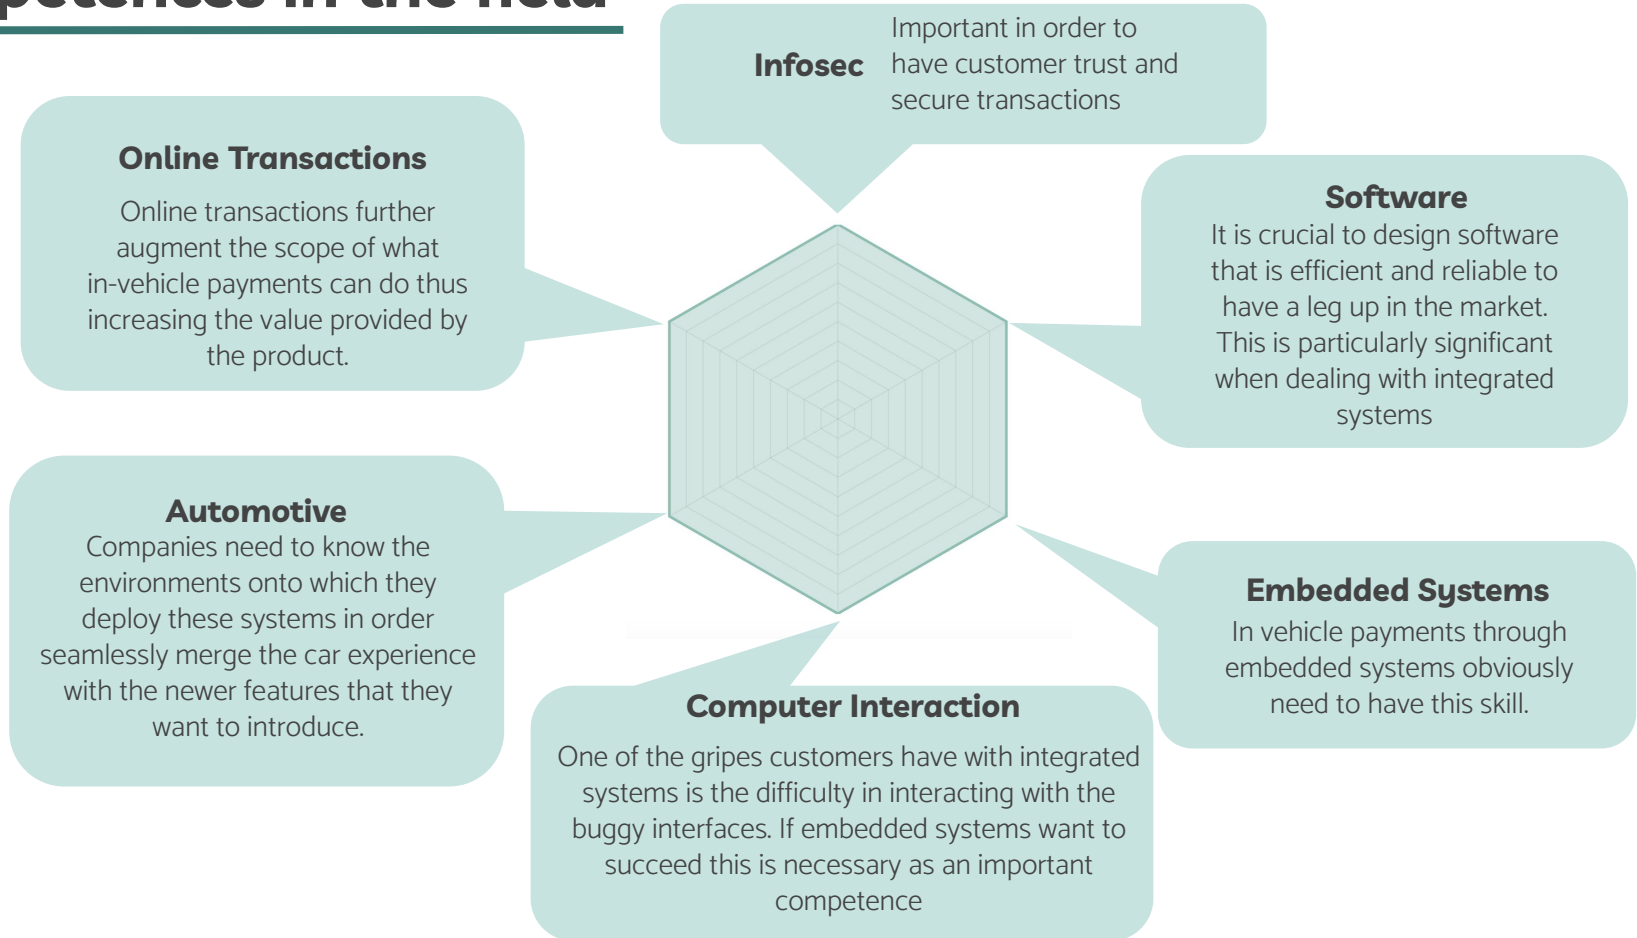 petences in the field
Infosec
Important in order to
have customer trust and
secure transactions
Online Transactions
Online transactions further
augment the scope of what
in-vehicle payments can do thus
increasing the value provided by
the product.
Software
It is crucial to design software
that is efficient and reliable to
have a leg up in the market.
This is particularly significant
when dealing with integrated
systems
Automotive
Companies need to know the
environments onto which they
deploy these systems in order
seamlessly merge the car experience
with the newer features that they
want to introduce.
Embedded Systems
In vehicle payments through
embedded systems obviously
need to have this skill.
Computer Interaction
One of the gripes customers have with integrated
systems is the difficulty in interacting with the
buggy interfaces. If embedded systems want to
succeed this is necessary as an important
competence